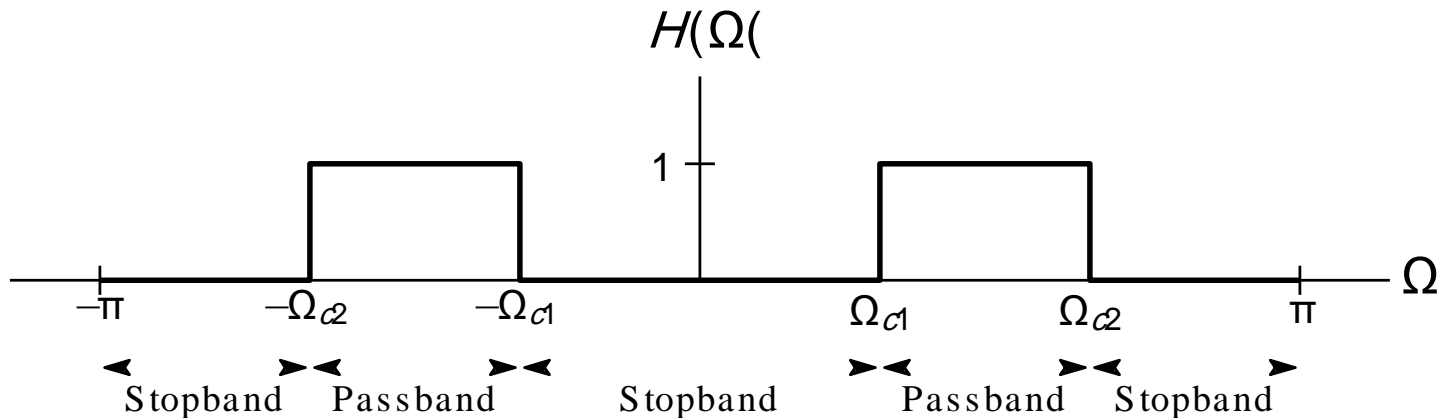 H(Ω(
1
Ω
−π −Ωc2 −Ωc1 Ωc1 Ωc2 π
Stopband Passband Stopband Passband Stopband